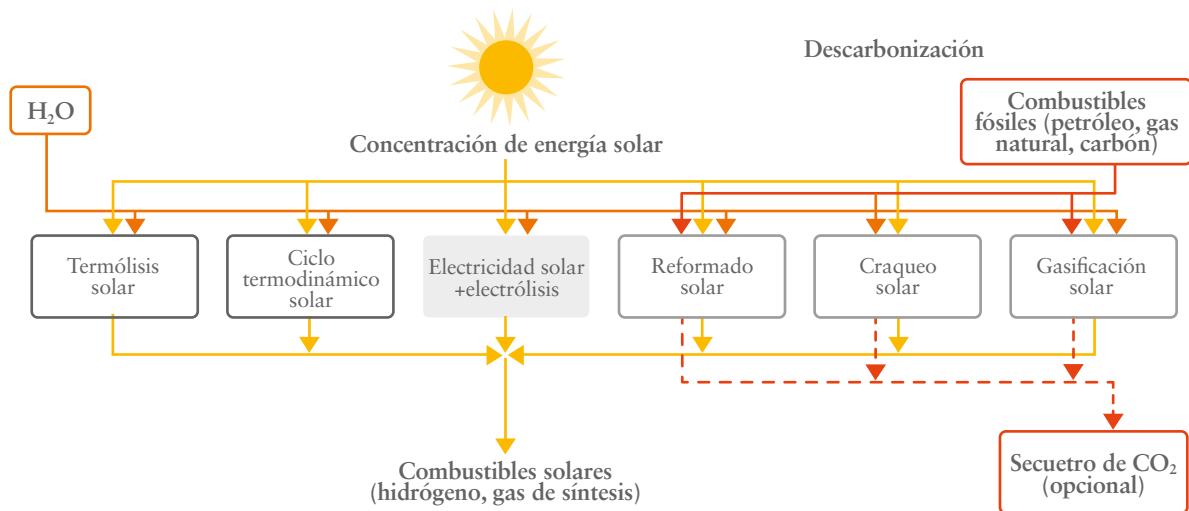 Descarbonización
H₂O
Combustibles
fósiles (petróleo, gas
natural, carbón)
Concentración de energía solar
Termólisis
solar
Ciclo
termodinámico
solar
Electricidad solar
+electrólisis
Reformado
solar
Craqueo
solar
Gasificación
solar
Combustibles solares
(hidrógeno, gas de síntesis)
Secuetro de CO₂
(opcional)